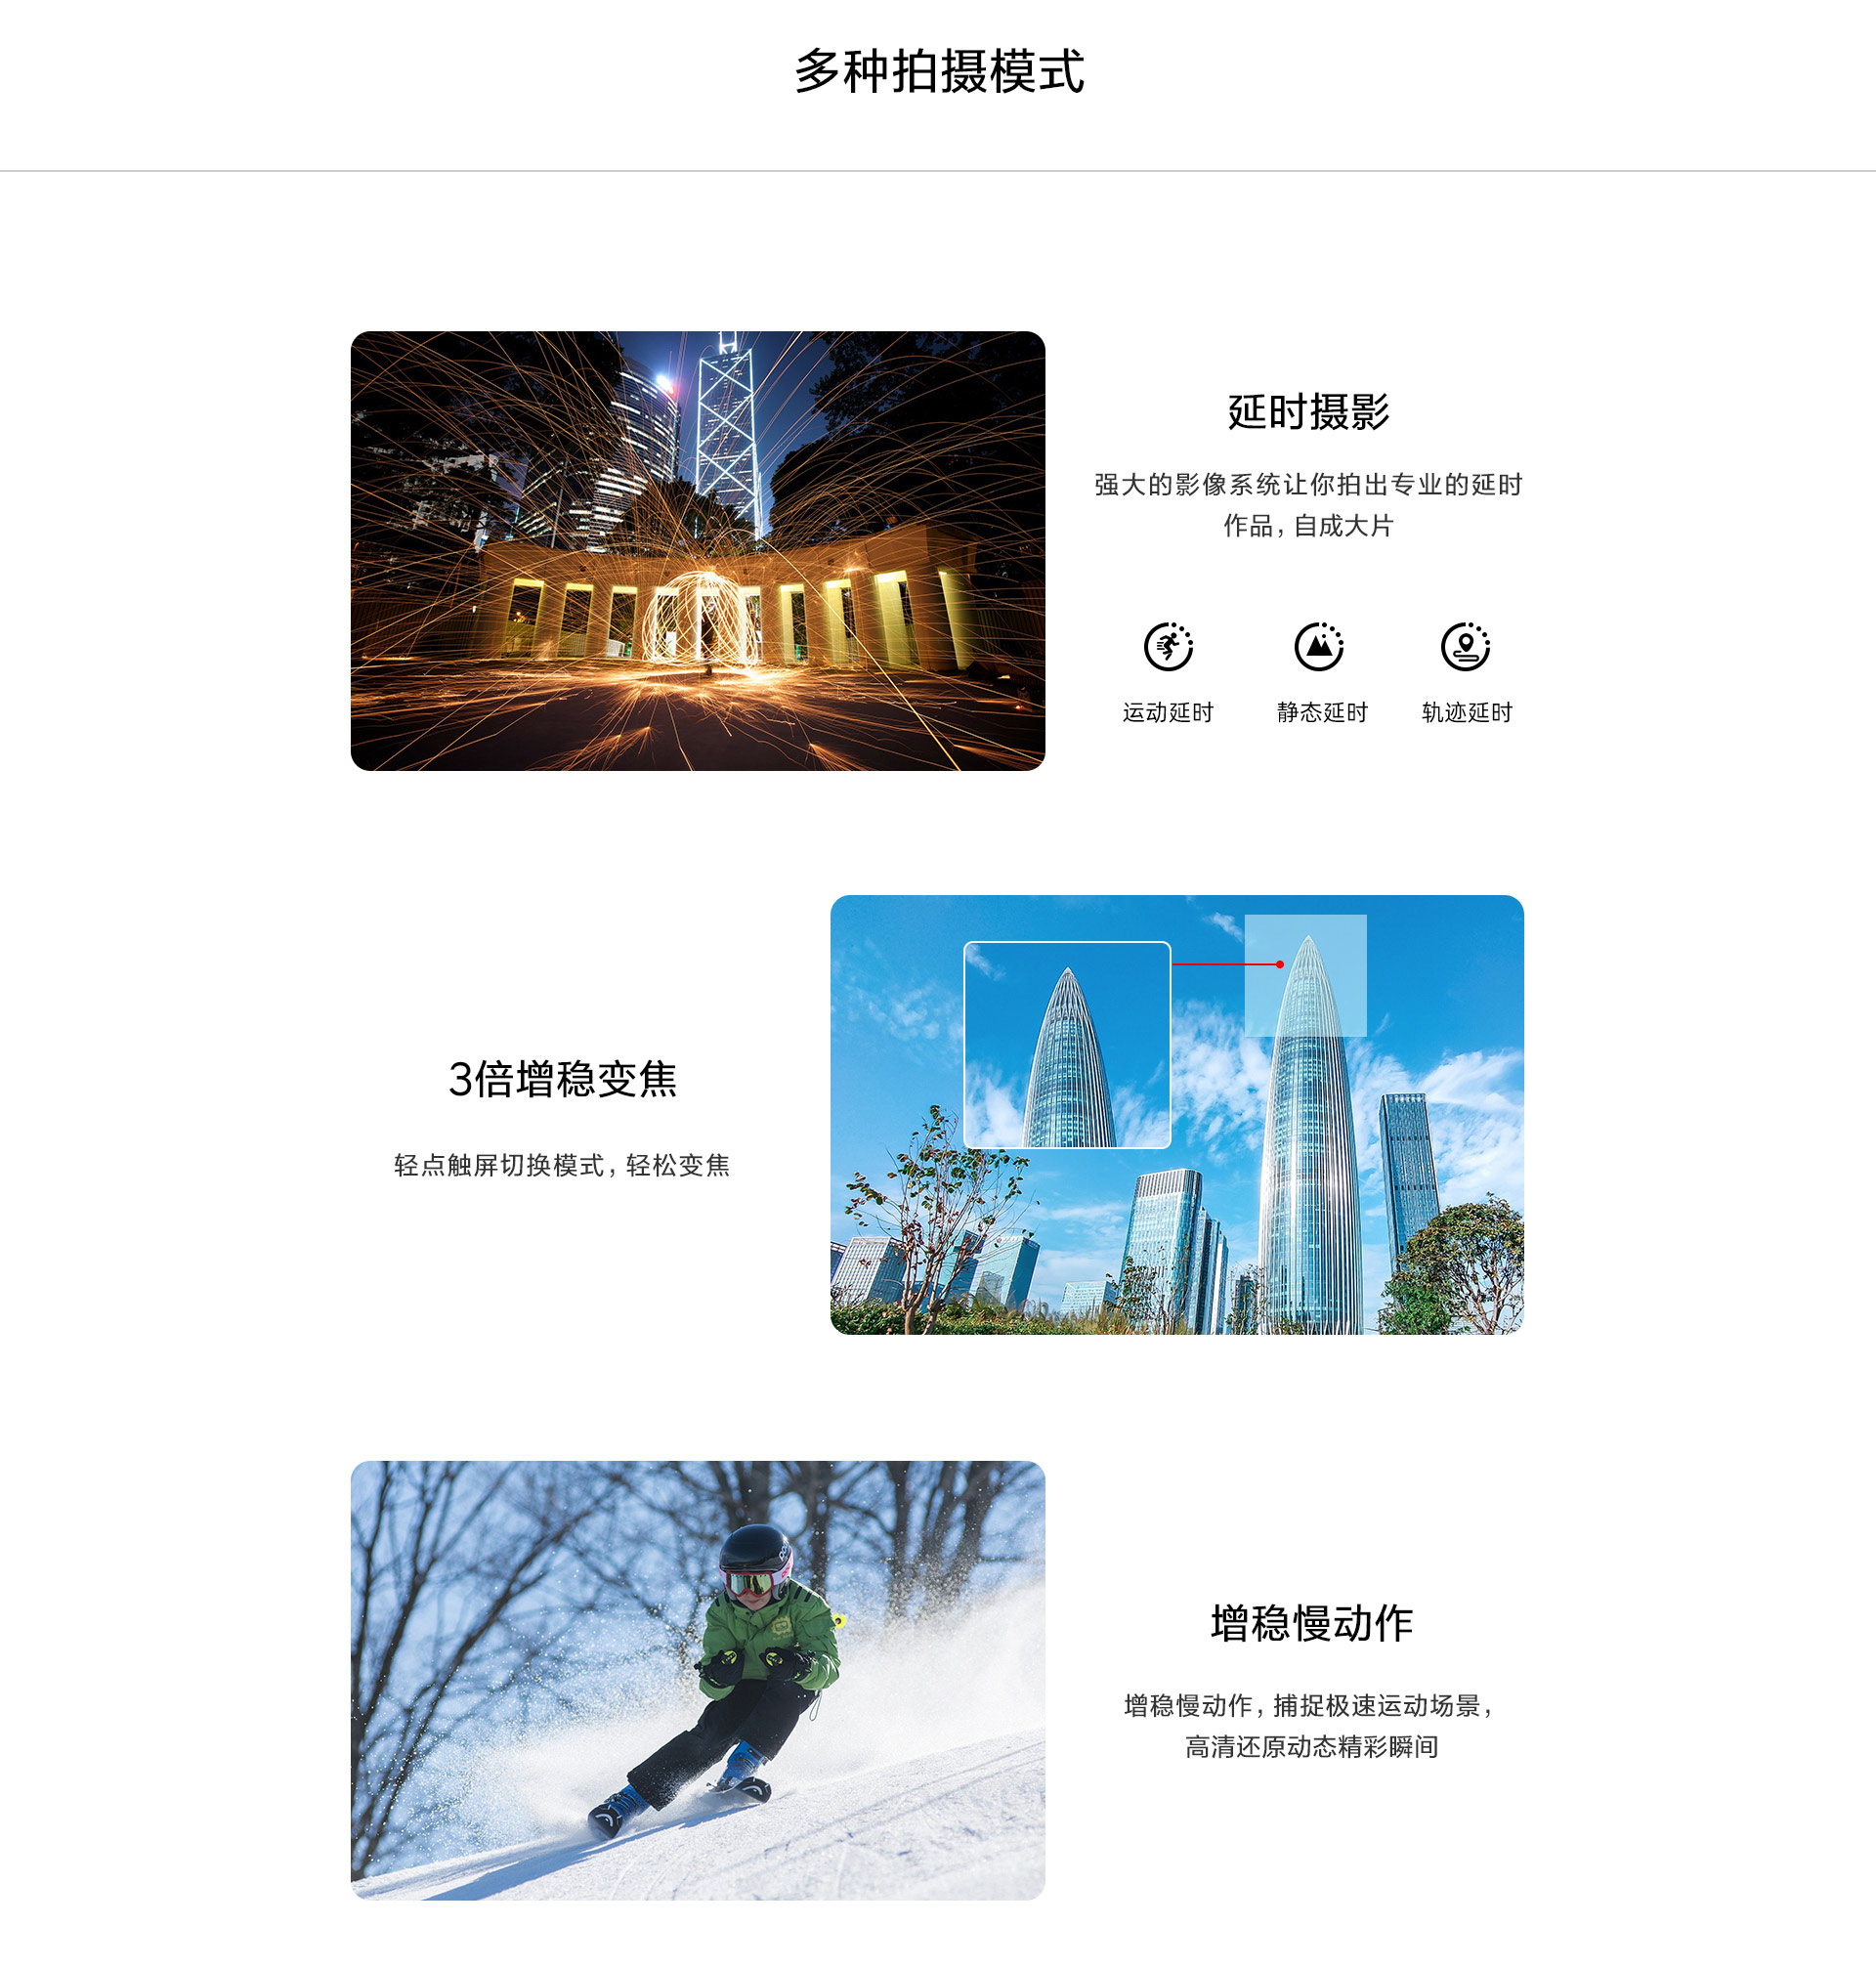 多种拍摄模式
延时摄影
强大的影像系统让你拍出专业的延时
作品，自成大片
运动延时
静态延时
轨迹延时
3倍增稳变焦
轻点触屏切换模式，轻松变焦
增稳慢动作
增稳慢动作，捕捉极速运动场景，
高清还原动态精彩瞬间